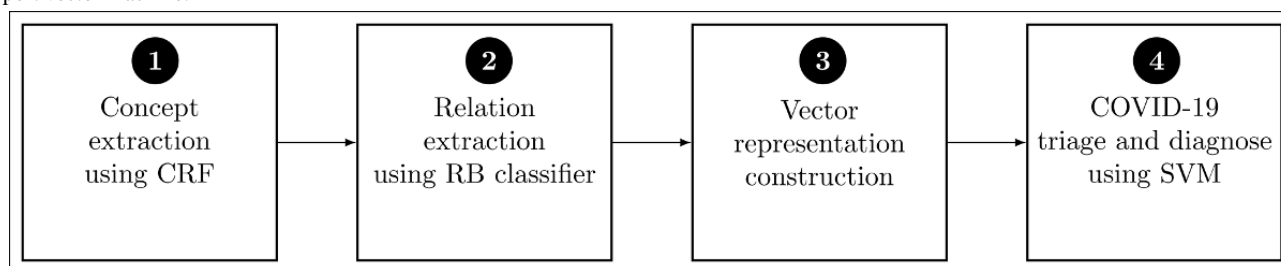 1
Concept
extraction
using CRF
2
Relation
extraction
using RB classifier
3
Vector
representation
construction
4
COVID-19
triage and diagnose
using SVM